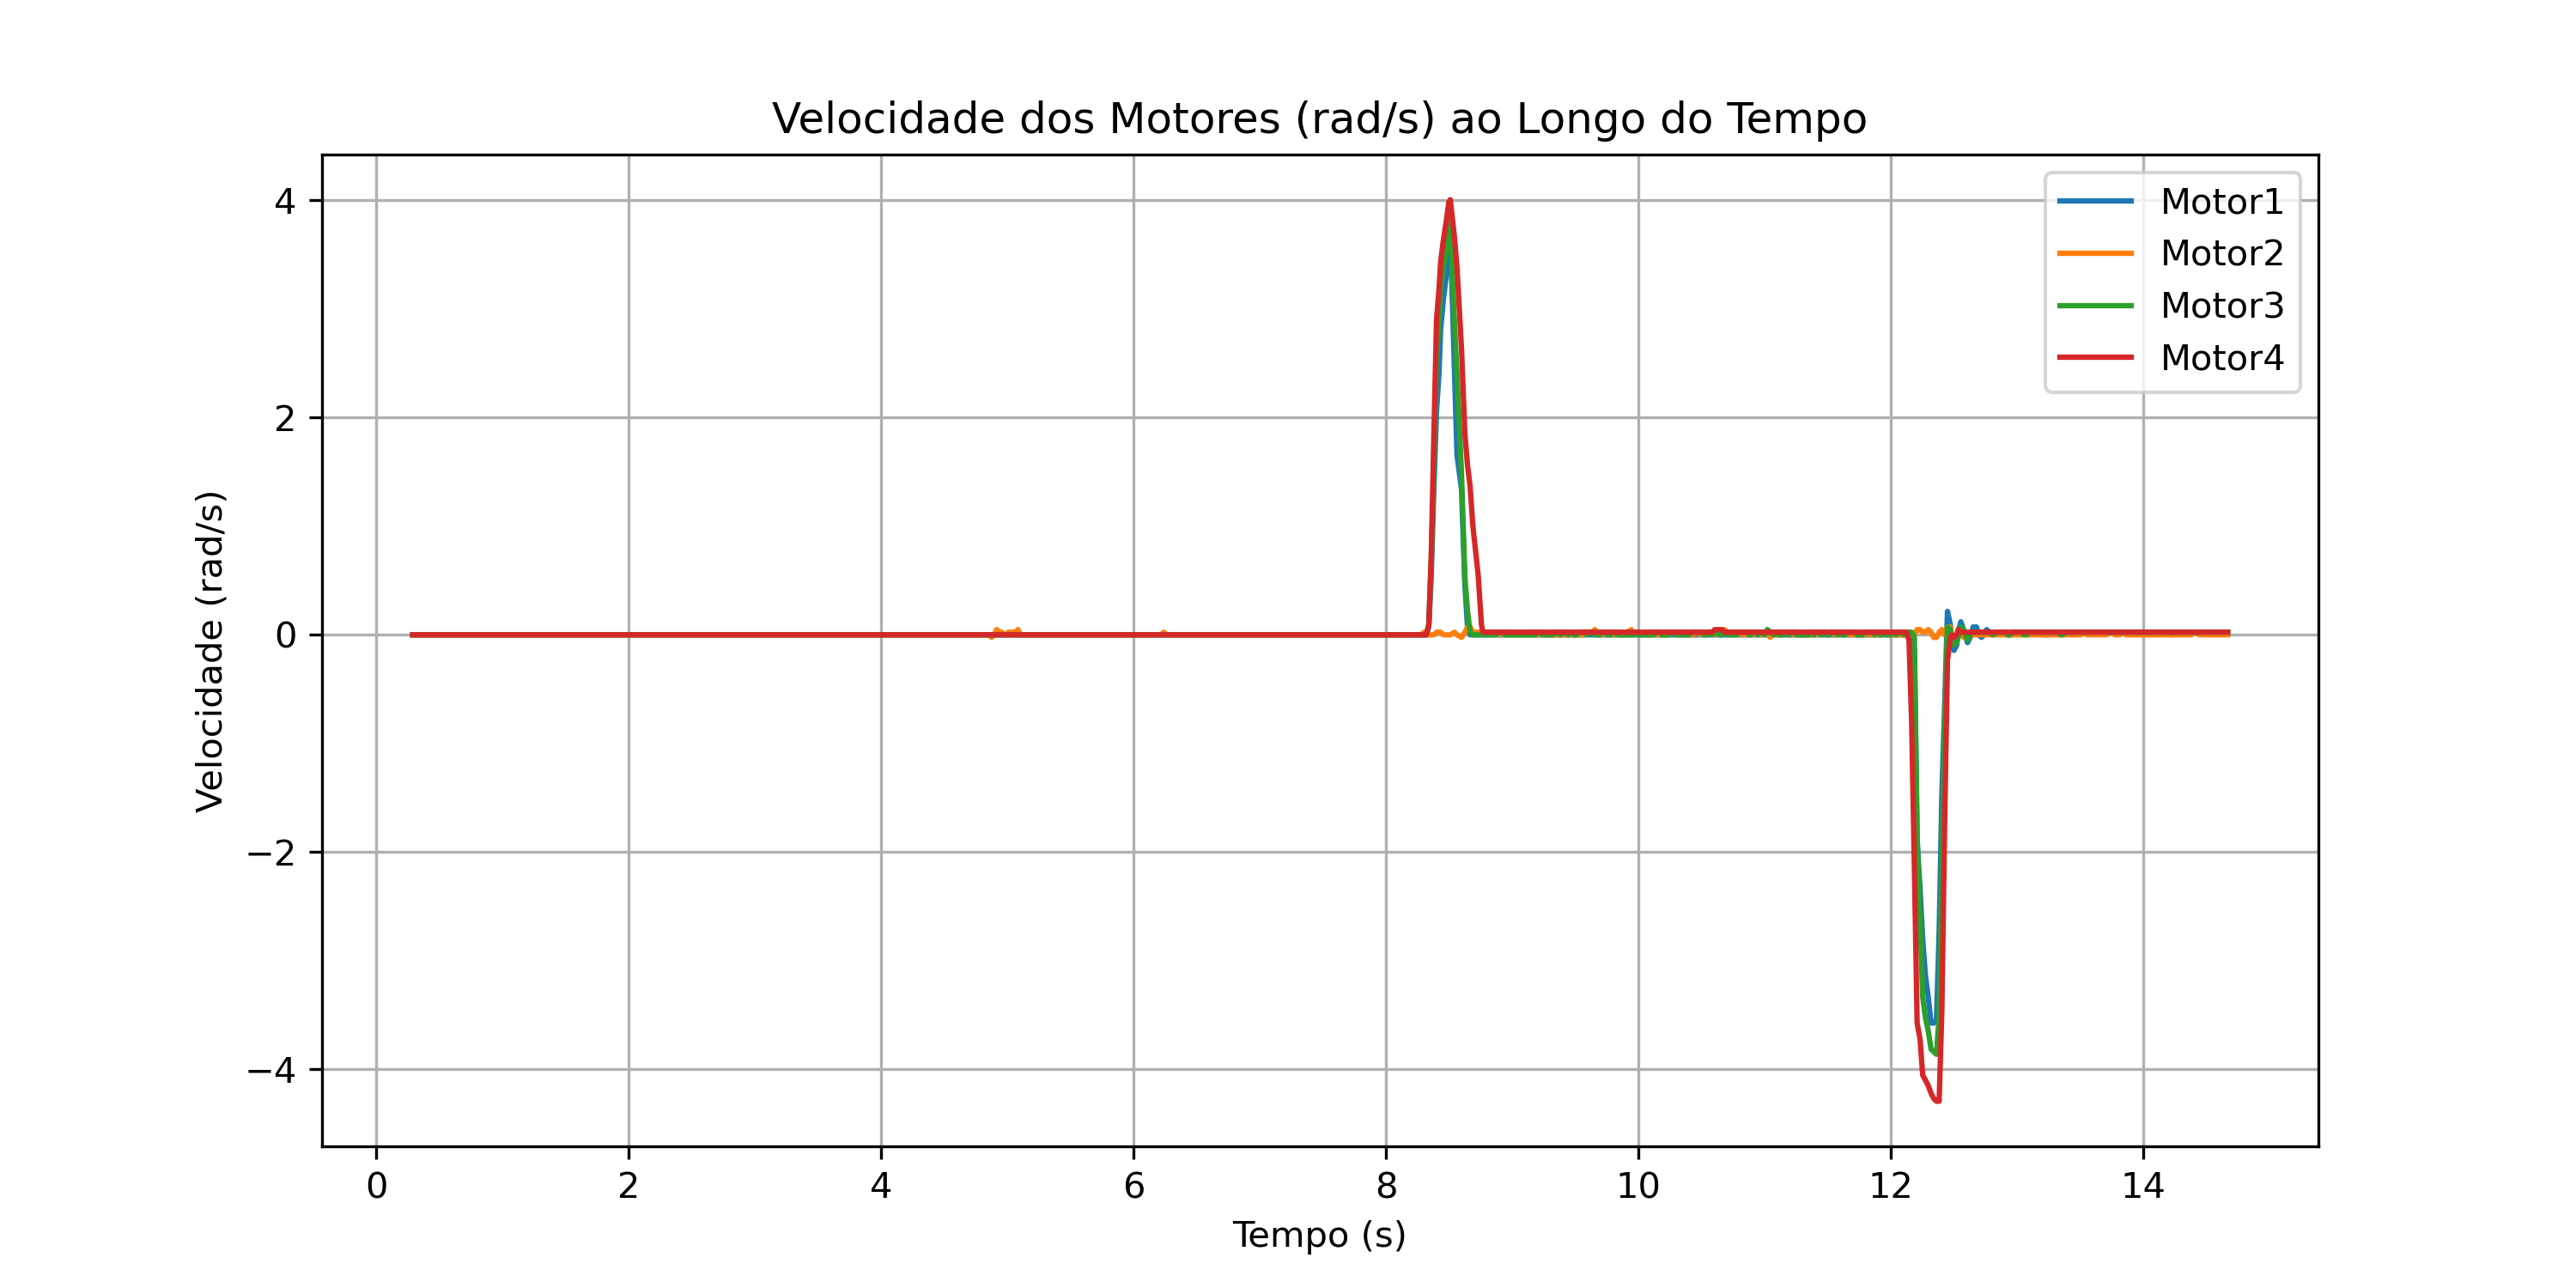 Velocidade dos Motores (rad/s) ao Longo do Tempo
Motor1
Motor2
Motor3
Motor4
4
2
0
−2
−4
Velocidade (rad/s)
0 2 4 6 8 10 12 14
Tempo (s)